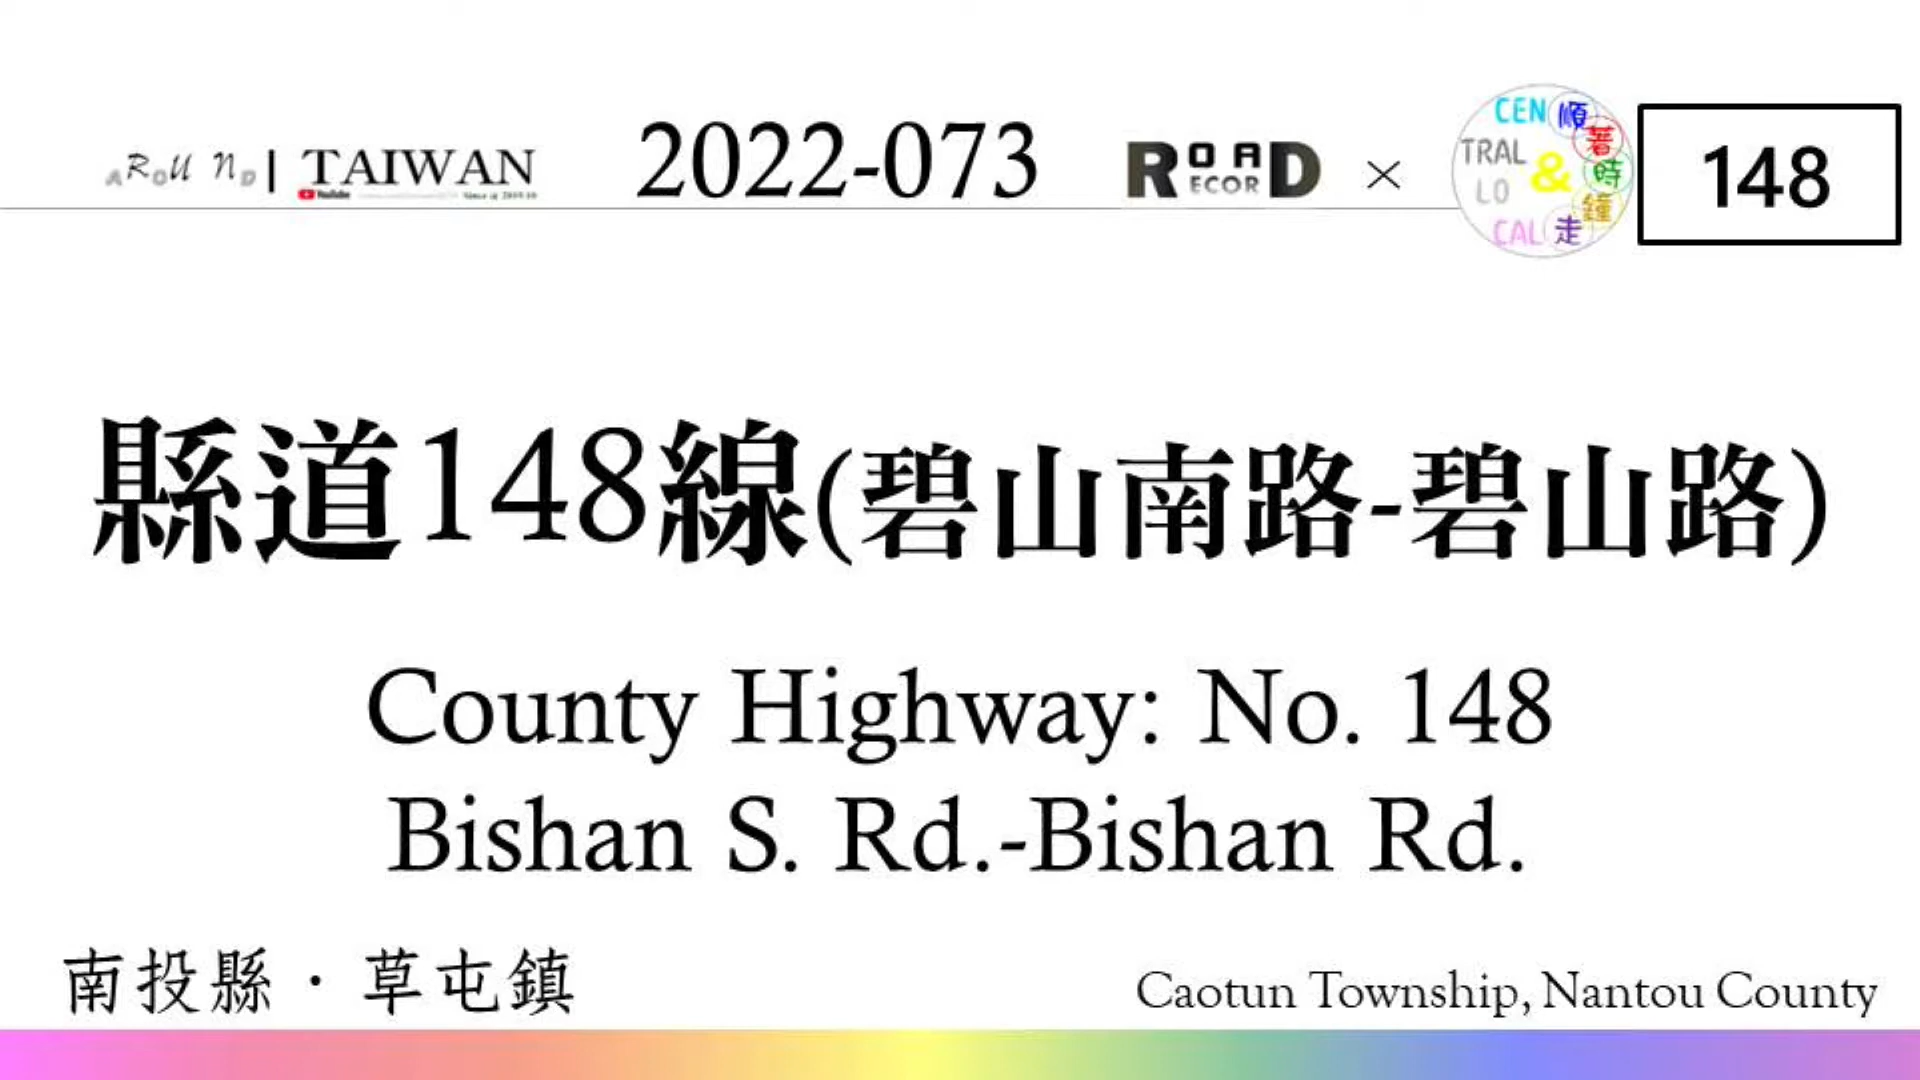 ARoUND | TAIWAN
YouTube
2022-073
ROAD RECORD
×
CENTRAL & LOCAL
順著時鐘走
148
縣道148線(碧山南路-碧山路)
County Highway: No. 148
Bishan S. Rd.-Bishan Rd.
南投縣．草屯鎮
Caotun Township, Nantou County